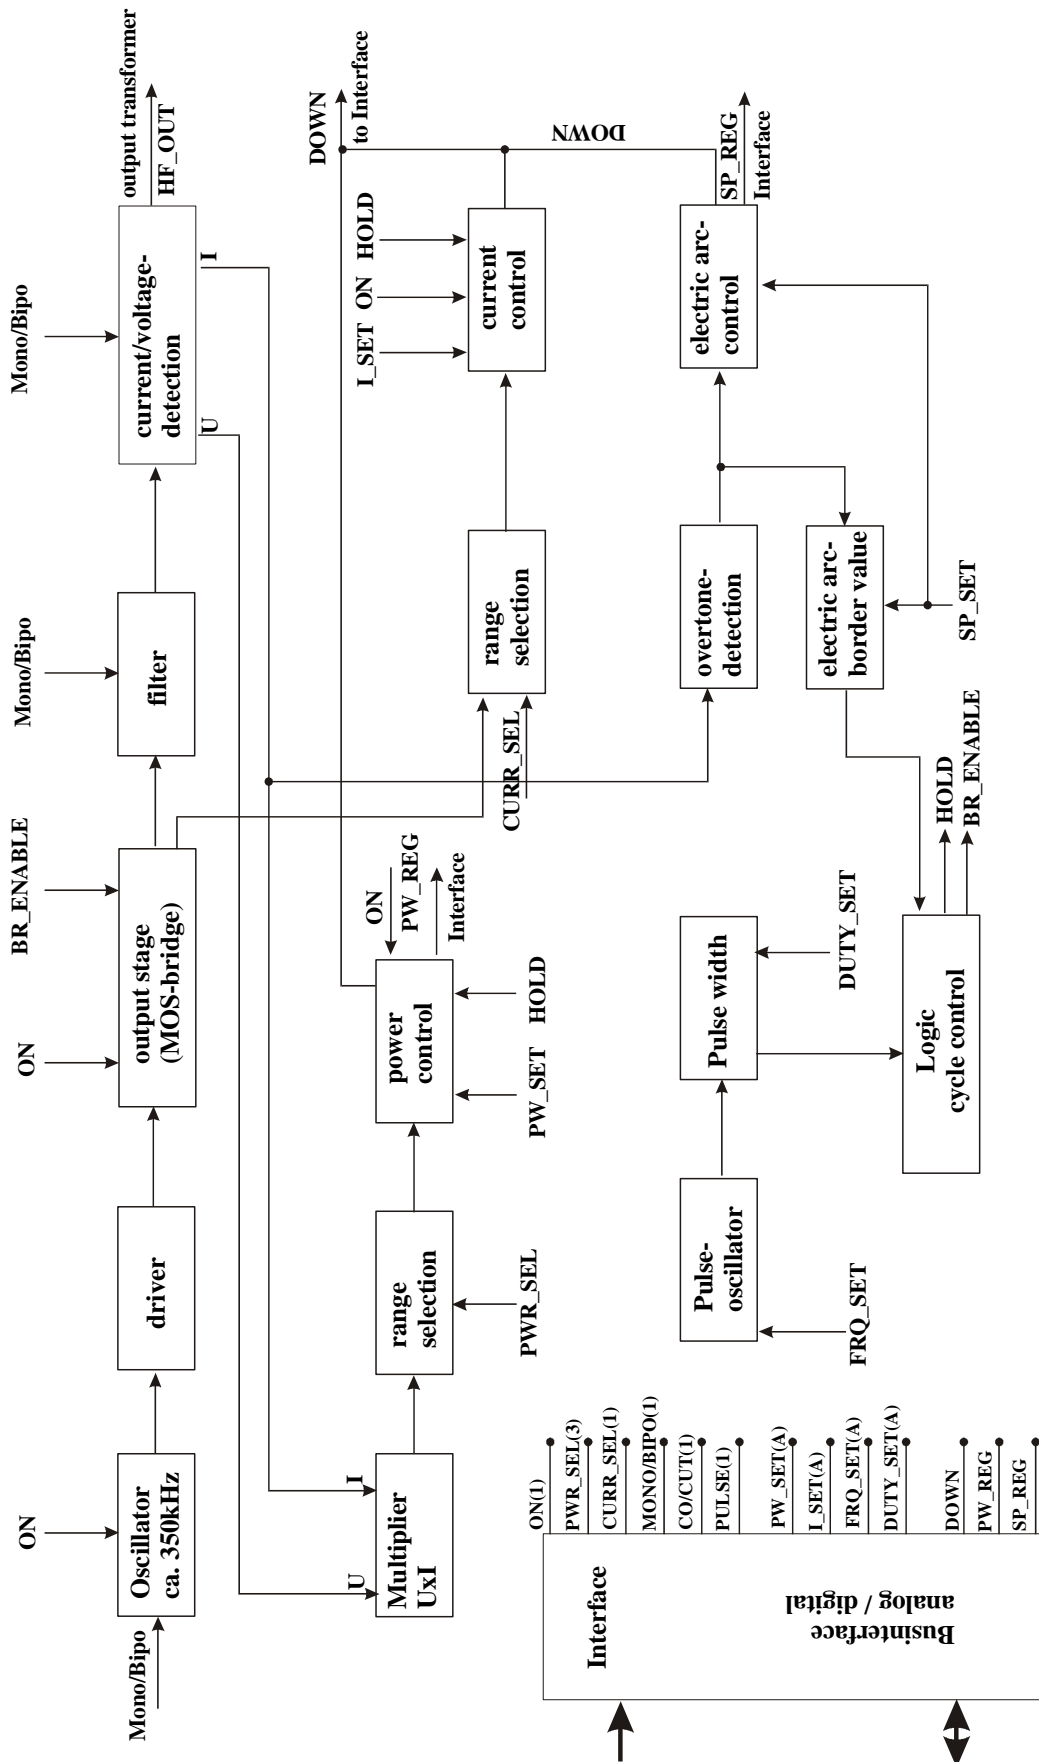 Mono/Bipo
ON
Oscillator
ca. 350kHz
driver
ON
BR_ENABLE
output stage
(MOS-bridge)
Mono/Bipo
filter
Mono/Bipo
current/voltage-
detection
output transformer
HF_OUT
U
I
U
I
Multiplier
UxI
range
selection
PWR_SEL
power
control
PW_SET
HOLD
ON
PW_REG
Interface
CURR_SEL
range
selection
I_SET
ON
HOLD
current
control
DOWN
to Interface
DOWN
overtone-
detection
electric arc-
control
SP_REG
Interface
electric arc-
border value
SP_SET
Pulse-
oscillator
FRQ_SET
Pulse width
DUTY_SET
Logic
cycle control
HOLD
BR_ENABLE
Interface
Businterface
analog / digital
ON(1)
PWR_SEL(3)
CURR_SEL(1)
MONO/BIPO(1)
CO/CUT(1)
PULSE(1)
PW_SET(A)
I_SET(A)
FRQ_SET(A)
DUTY_SET(A)
DOWN
PW_REG
SP_REG